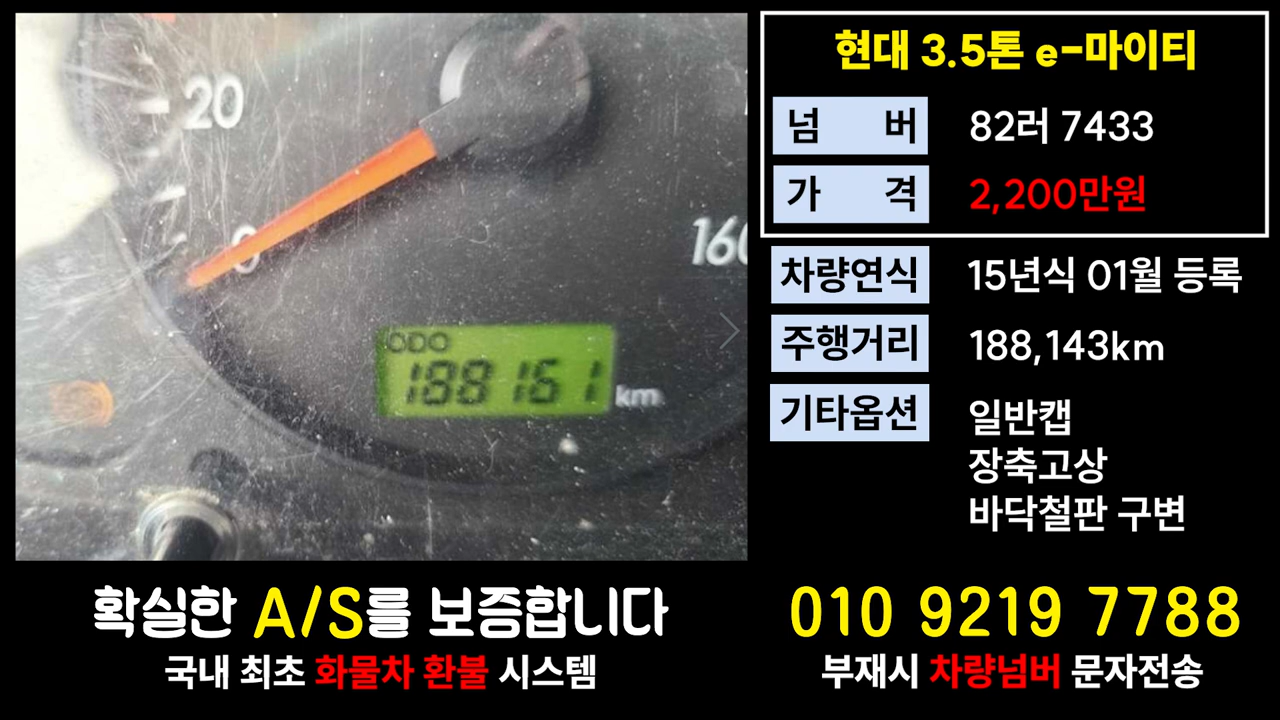 20
0
160
ODO
188161 km
현대 3.5톤 e-마이티
넘 버 82러 7433
가 격 2,200만원
차량연식 15년식 01월 등록
주행거리 188,143km
기타옵션 일반캡
장축고상
바닥철판 구변
확실한 A/S를 보증합니다
국내 최초 화물차 환불 시스템
010 9219 7788
부재시 차량넘버 문자전송